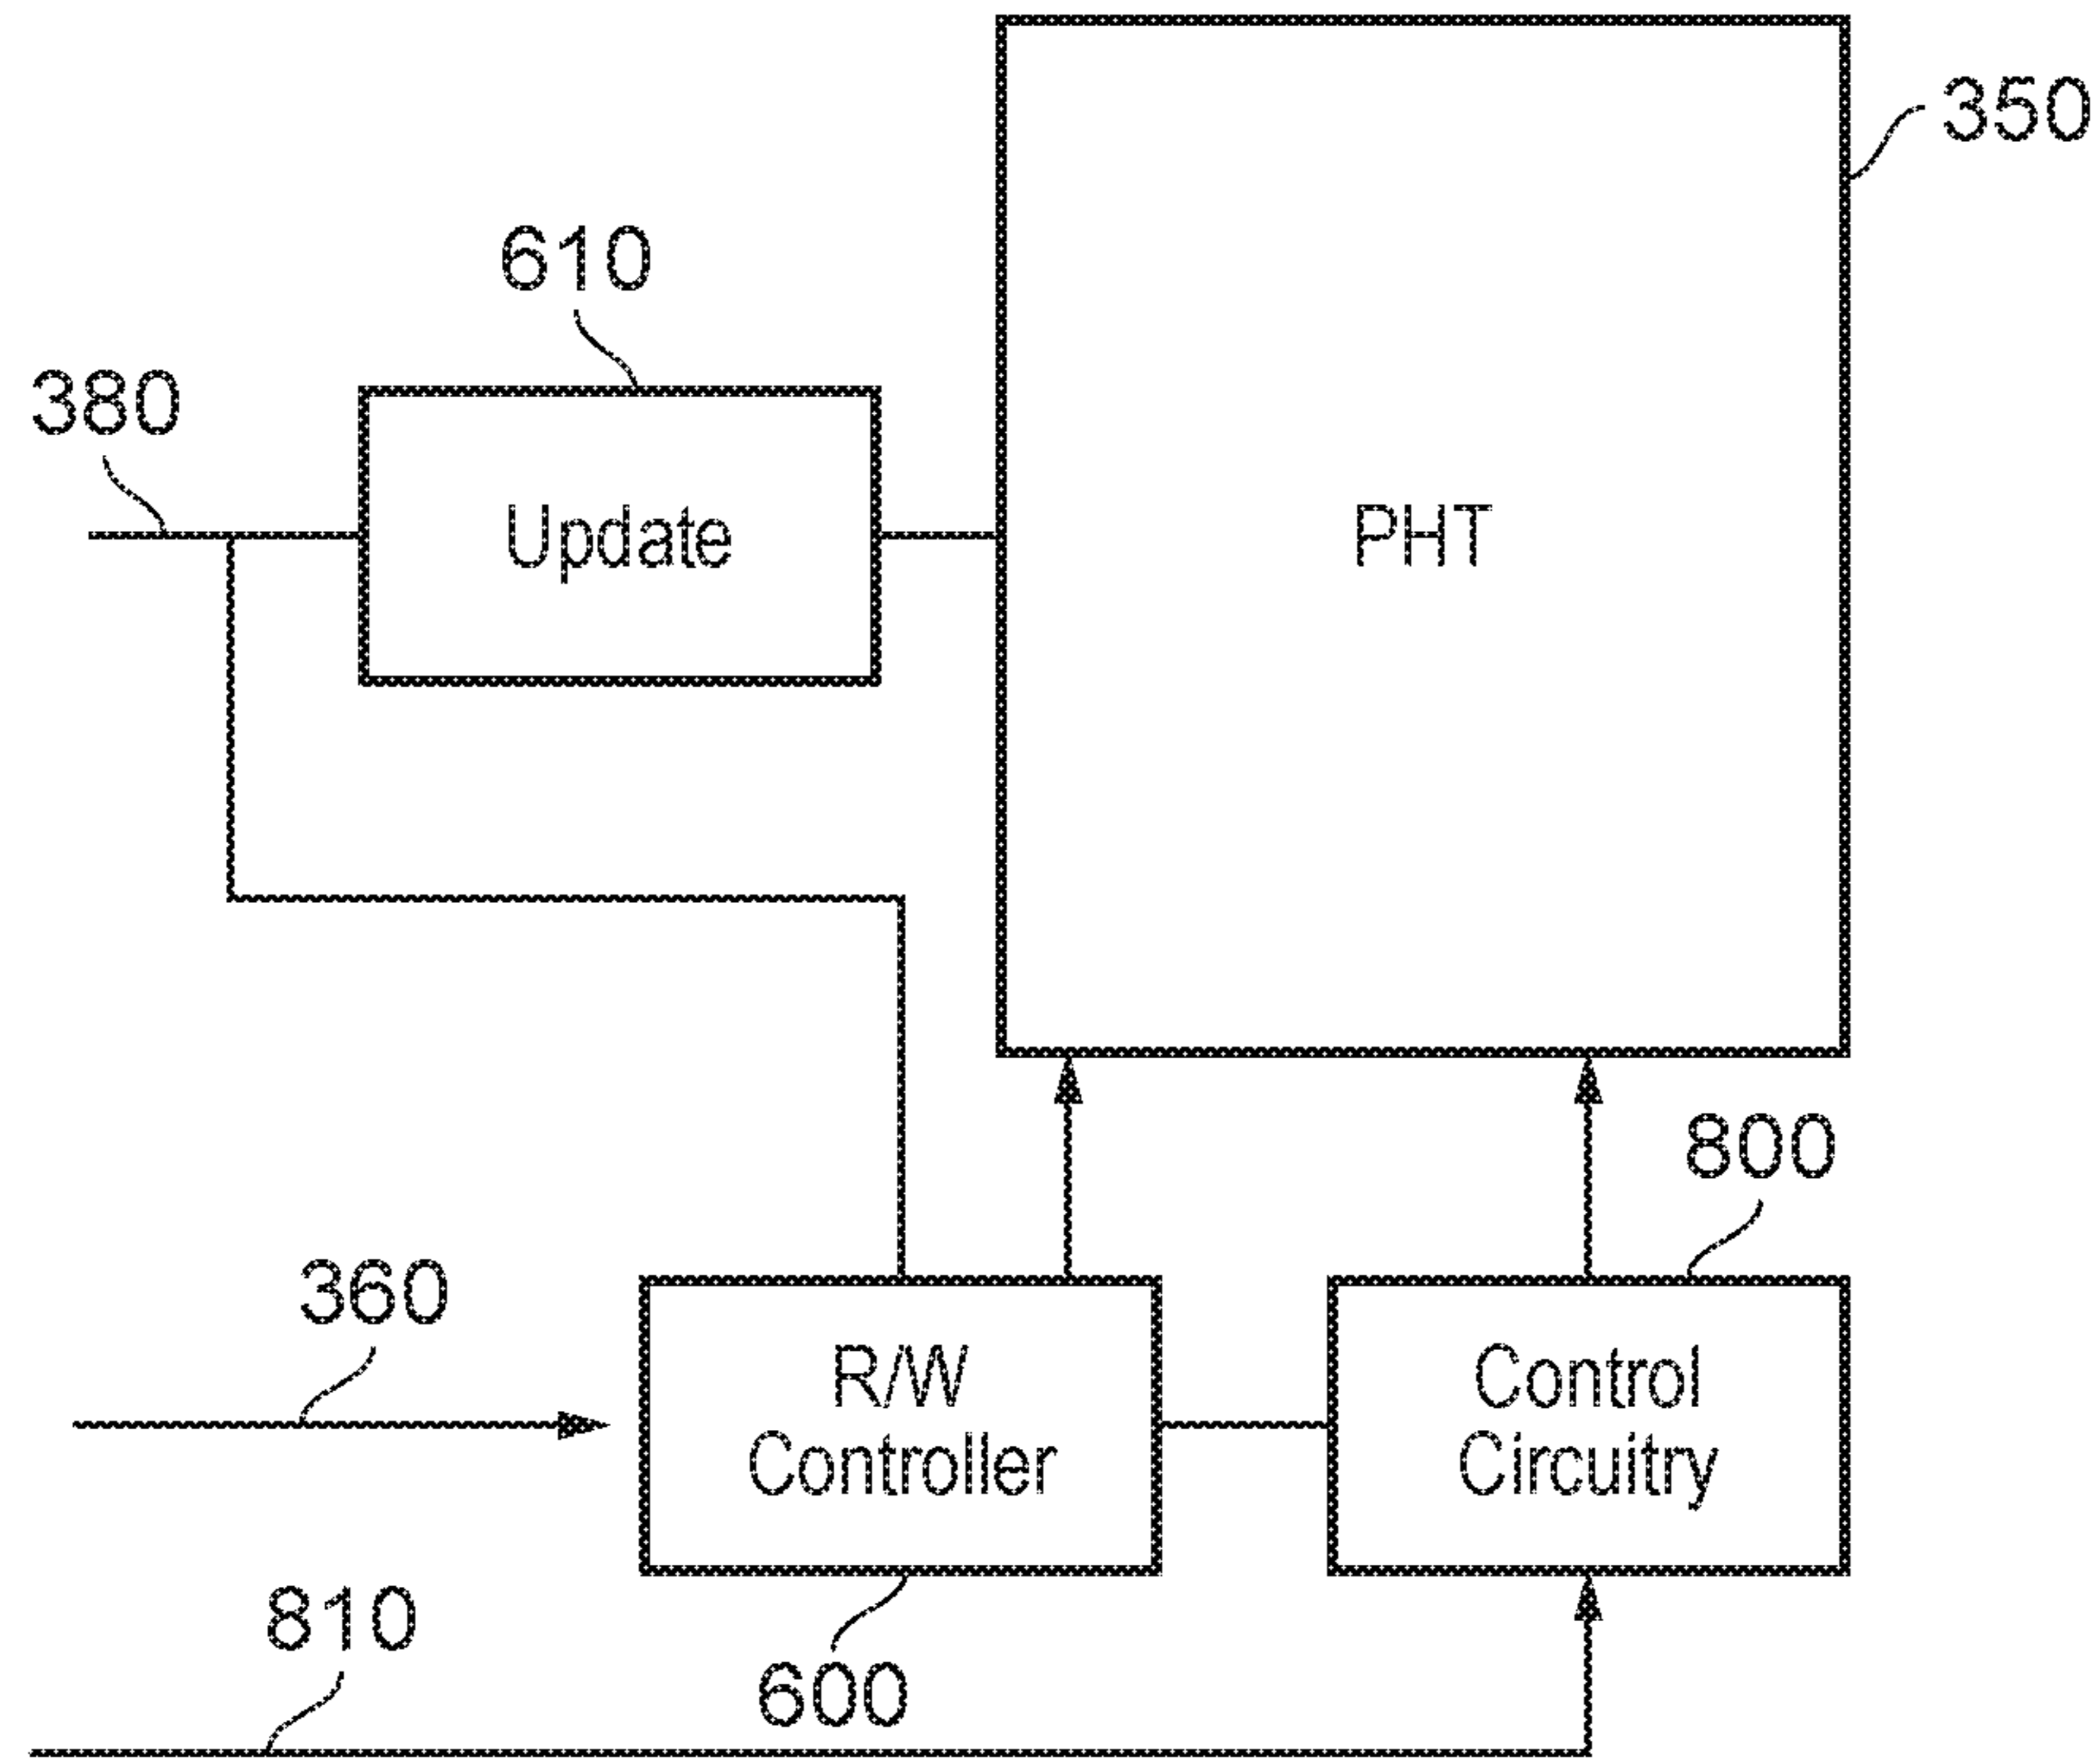 350
610
380
Update
PHT
800
360
R/W
Controller
Control
Circuitry
810
600